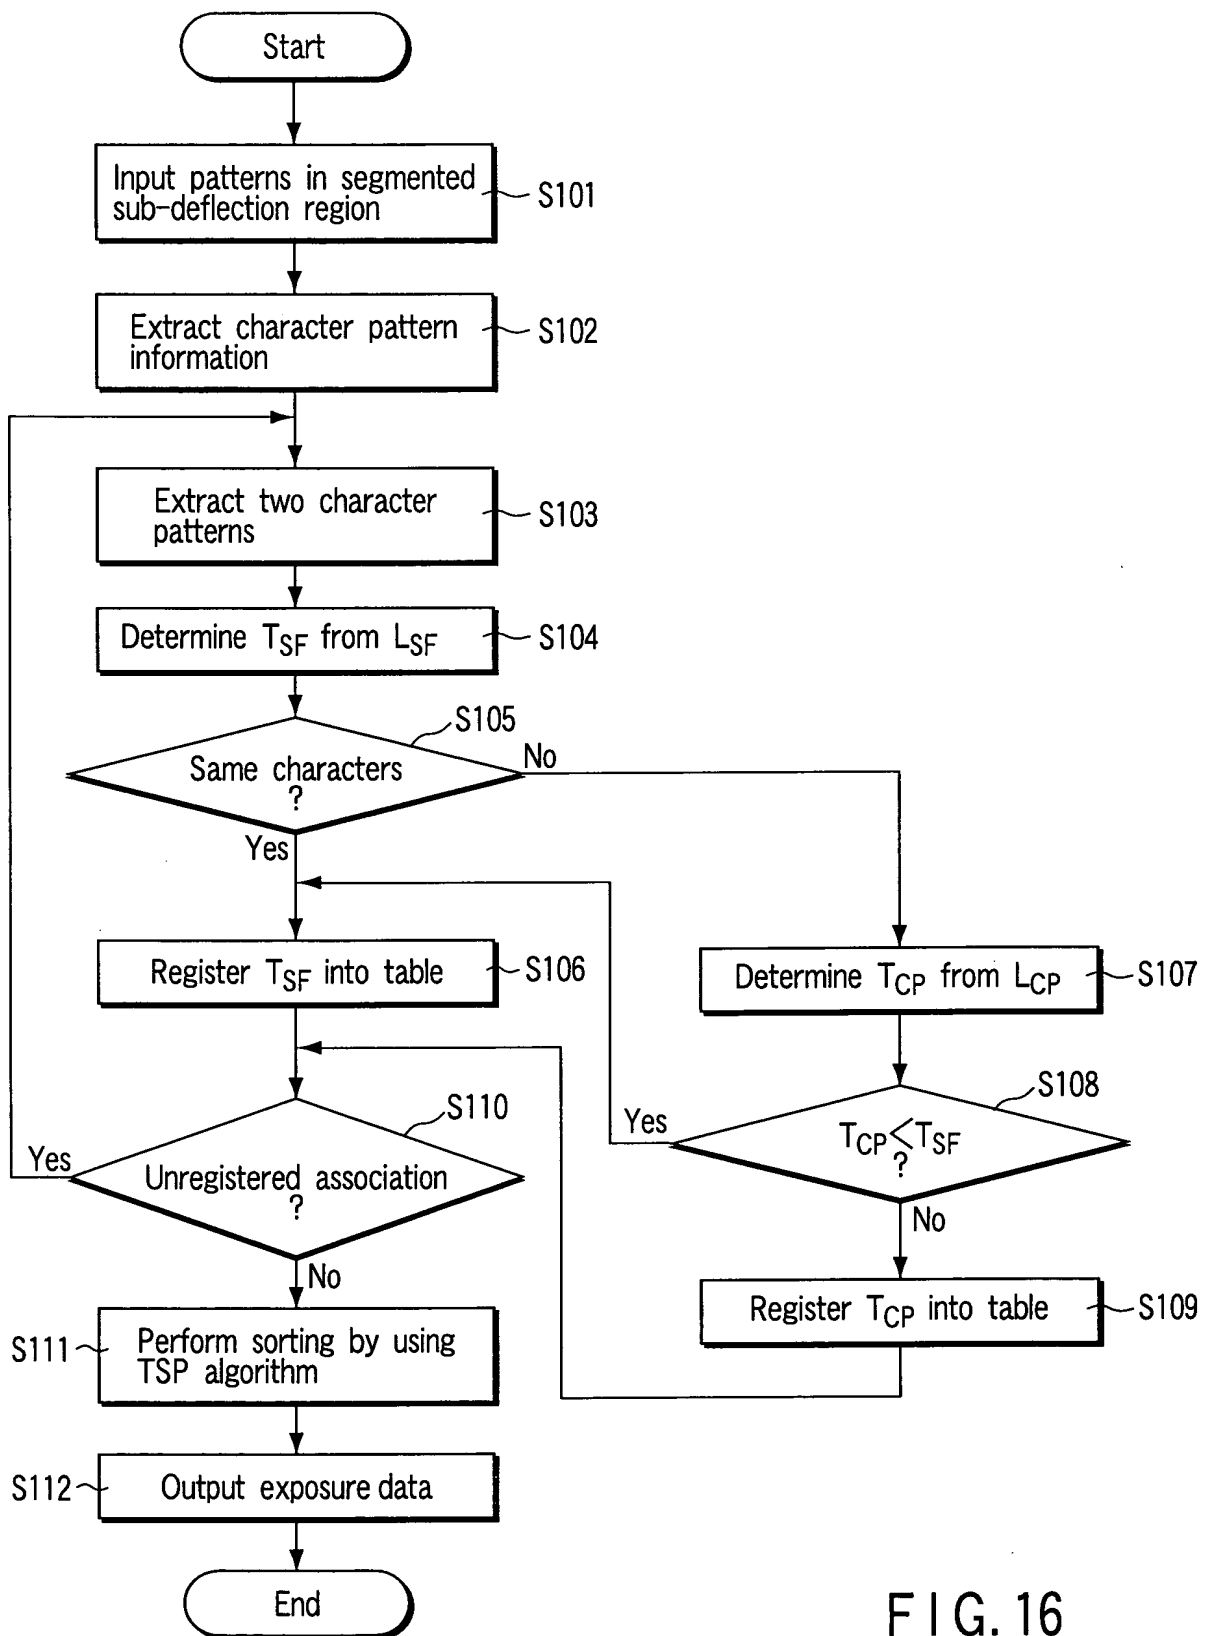 Start
Input patterns in segmented
sub-deflection region
S101
Extract character pattern
information
S102
Extract two character
patterns
S103
Determine TSF from LSF
S104
S105
Same characters
?
No
Yes
Register TSF into table
S106
Determine TCP from LCP
S107
S108
TCP<TSF
?
Yes
No
S110
Unregistered association
?
Yes
No
Register TCP into table
S109
S111
Perform sorting by using
TSP algorithm
S112
Output exposure data
End
FIG. 16